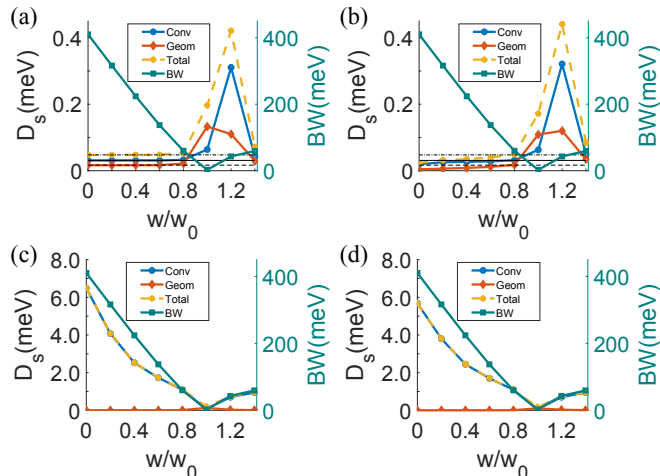 (a)
Conv
Geom
Total
BW
D_s(meV)
0.4
0.2
0
BW(meV)
400
200
0
0 0.4 0.8 1.2
w/w_0
(b)
Conv
Geom
Total
BW
D_s(meV)
0.4
0.2
0
BW(meV)
400
200
0
0 0.4 0.8 1.2
w/w_0
(c)
Conv
Geom
Total
BW
D_s(meV)
8.0
6.0
4.0
2.0
0
BW(meV)
400
200
0
0 0.4 0.8 1.2
w/w_0
(d)
Conv
Geom
Total
BW
D_s(meV)
8.0
6.0
4.0
2.0
0
BW(meV)
400
200
0
0 0.4 0.8 1.2
w/w_0